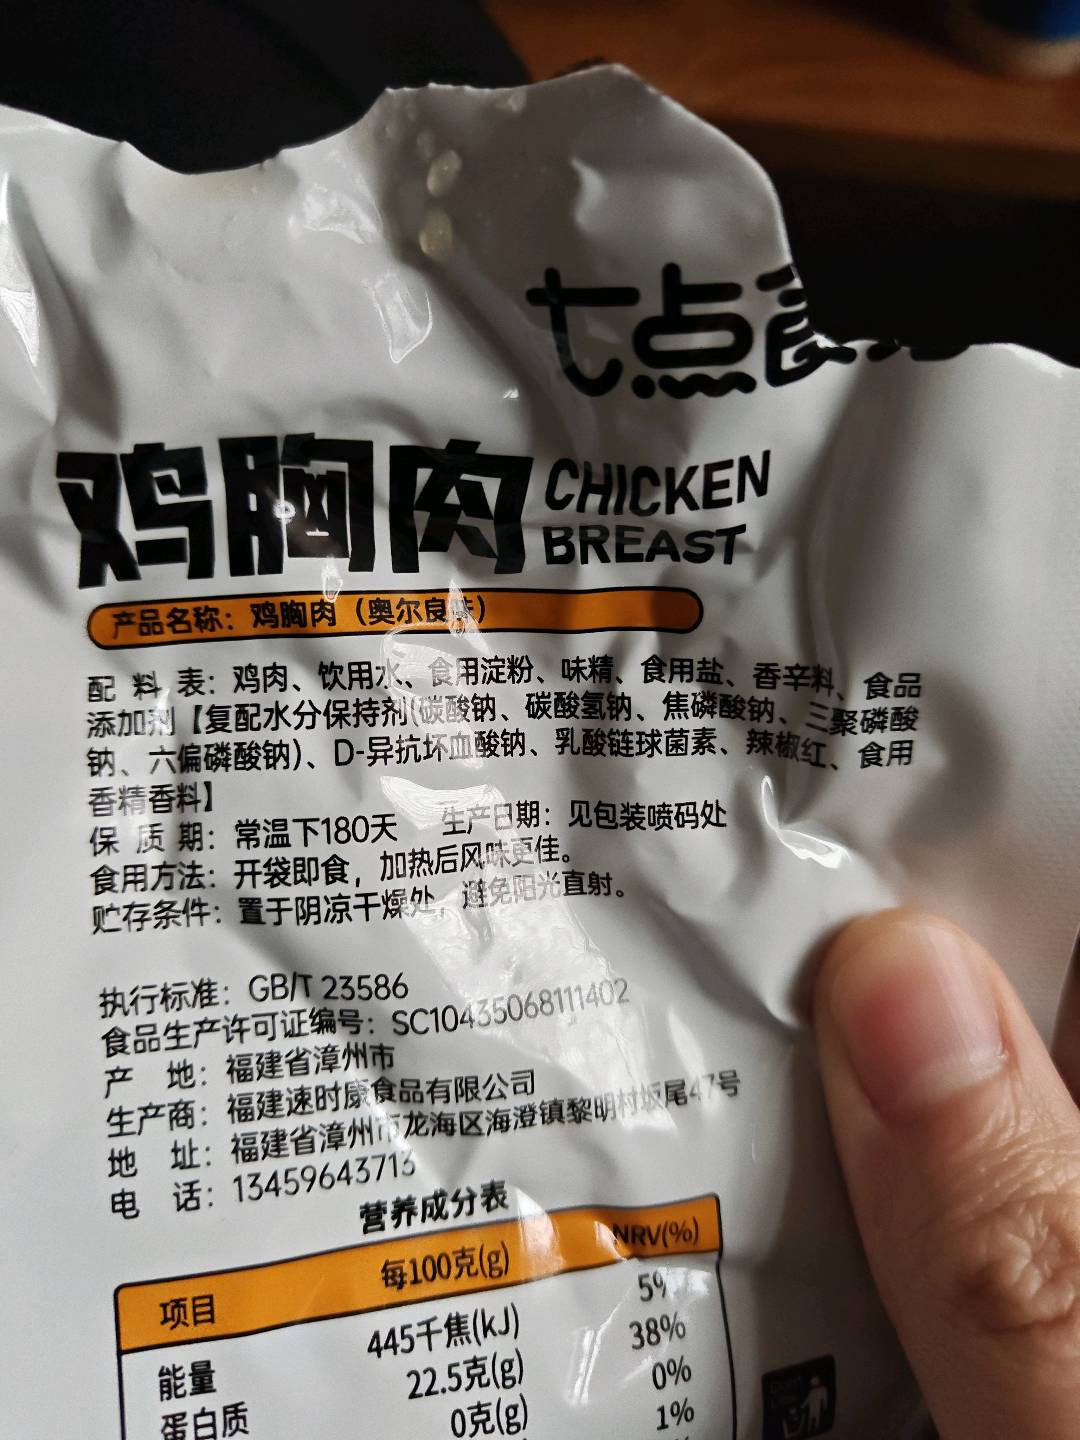 七点
鸡胸肉
CHICKEN
BREAST
产品名称：鸡胸肉（奥尔良味）
配 料 表：鸡肉、饮用水、食用淀粉、味精、食用盐、香辛料、食品
添加剂【复配水分保持剂(碳酸钠、碳酸氢钠、焦磷酸钠、三聚磷酸
钠、六偏磷酸钠)、D-异抗坏血酸钠、乳酸链球菌素、辣椒红、食用
香精香料】
保 质 期：常温下180天 生产日期：见包装喷码处
食用方法：开袋即食，加热后风味更佳。
贮存条件：置于阴凉干燥处，避免阳光直射。
执行标准：GB/T 23586
食品生产许可证编号：SC10435068111402
产 地：福建省漳州市
生产商：福建速时康食品有限公司
地 址：福建省漳州市龙海区海澄镇黎明村坂尾47号
电 话：13459643713
营养成分表
项目 每100克(g) NRV(%)
能量 445千焦(kJ) 5%
蛋白质 22.5克(g) 38%
0克(g) 0%
1%